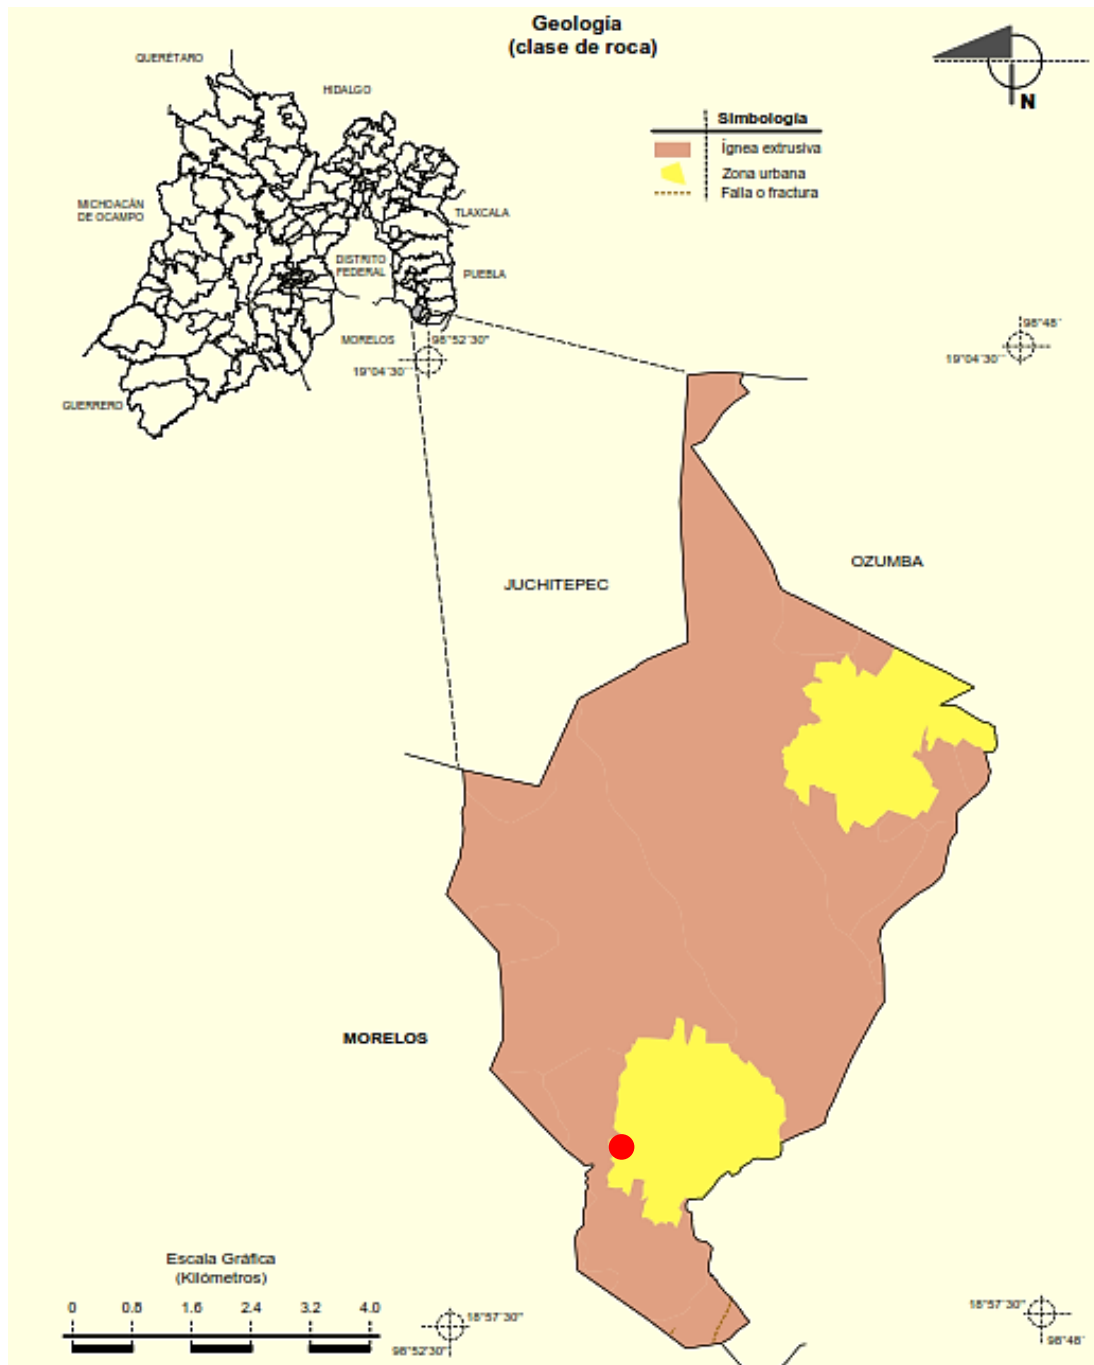 Geología
(clase de roca)
QUERÉTARO
HIDALGO
N
Simbología
Ígnea extrusiva
Zona urbana
Falla o fractura
MICHOACÁN
DE OCAMPO
TLAXCALA
DISTRITO
FEDERAL
PUEBLA
MORELOS
98°52´30"
19°04´30´´
98°48´
19°04´30´´
GUERRERO
JUCHITEPEC
OZUMBA
MORELOS
Escala Gráfica
(Kilómetros)
0 0.8 1.6 2.4 3.2 4.0
18°57´30"
98°52´30"
18°57´30´´
98°48´